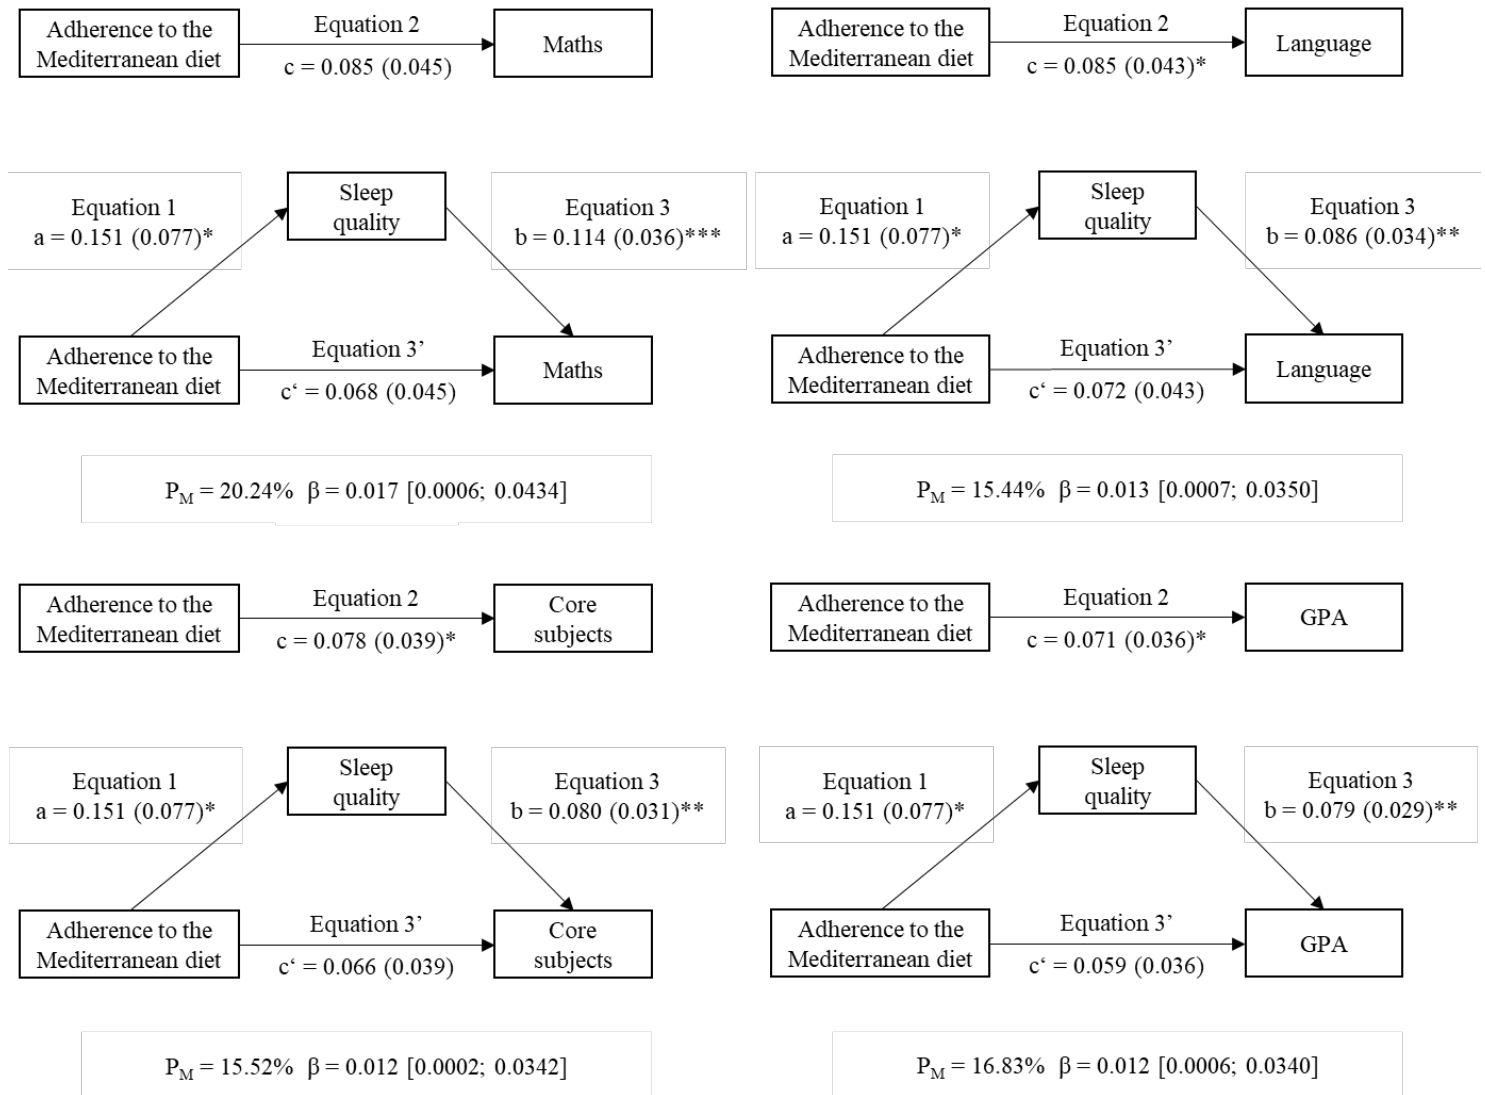 Adherence to the
Mediterranean diet
Equation 2
c = 0.085 (0.045)
Maths
Equation 1
a = 0.151 (0.077)*
Sleep
quality
Equation 3
b = 0.114 (0.036)***
Adherence to the
Mediterranean diet
Equation 3’
c‘ = 0.068 (0.045)
Maths
P_M = 20.24% β = 0.017 [0.0006; 0.0434]
Adherence to the
Mediterranean diet
Equation 2
c = 0.085 (0.043)*
Language
Equation 1
a = 0.151 (0.077)*
Sleep
quality
Equation 3
b = 0.086 (0.034)**
Adherence to the
Mediterranean diet
Equation 3’
c‘ = 0.072 (0.043)
Language
P_M = 15.44% β = 0.013 [0.0007; 0.0350]
Adherence to the
Mediterranean diet
Equation 2
c = 0.078 (0.039)*
Core
subjects
Equation 1
a = 0.151 (0.077)*
Sleep
quality
Equation 3
b = 0.080 (0.031)**
Adherence to the
Mediterranean diet
Equation 3’
c‘ = 0.066 (0.039)
Core
subjects
P_M = 15.52% β = 0.012 [0.0002; 0.0342]
Adherence to the
Mediterranean diet
Equation 2
c = 0.071 (0.036)*
GPA
Equation 1
a = 0.151 (0.077)*
Sleep
quality
Equation 3
b = 0.079 (0.029)**
Adherence to the
Mediterranean diet
Equation 3’
c‘ = 0.059 (0.036)
GPA
P_M = 16.83% β = 0.012 [0.0006; 0.0340]